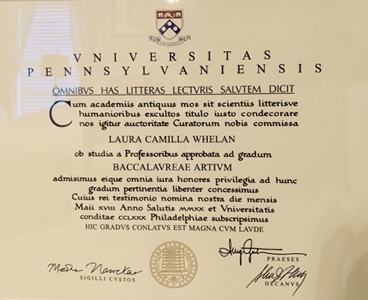 VNIVERSITAS
PENNSYLVANIENSIS
OMNIBVS HAS LITTERAS LECTVRIS SALVTEM DICIT
Cum academiis antiquus mos sit scientiis litterisve
humanioribus excultos titulo iusto condecorare
nos igitur auctoritate Curatorum nobis commissa
LAURA CAMILLA WHELAN
ob studia a Professoribus approbata ad gradum
BACCALAVREAE ARTIVM
admisimus eique omnia iura honores privilegia ad hunc
gradum pertinentia libenter concessimus
Cuius rei testimonio nomina nostra die mensis
Maii XVIII Anno Salutis MMXX et Vniversitatis
conditae CCLXXX Philadelphiae subscripsimus
HIC GRADVS CONLATVS EST MAGNA CVM LAVDE
PRAESES
SIGILLI CVSTOS
DECANVS